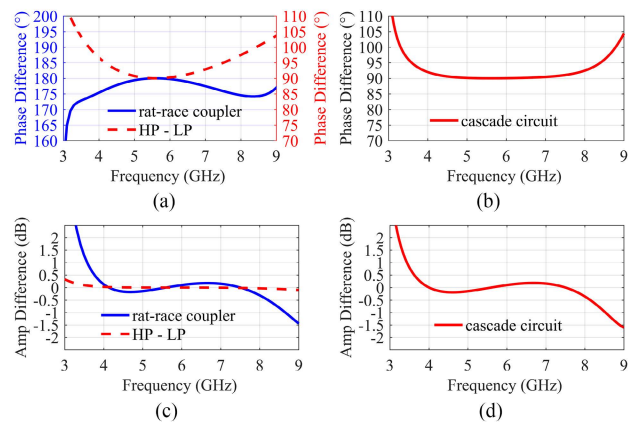 200
195
190
185
180
175
170
165
160
Phase Difference (°)
110
105
100
95
90
85
80
75
70
Phase Difference (°)
rat-race coupler
HP - LP
3 4 5 6 7 8 9
Frequency (GHz)
(a)
110
105
100
95
90
85
80
75
70
Phase Difference (°)
cascade circuit
3 4 5 6 7 8 9
Frequency (GHz)
(b)
2
1.5
1
0.5
0
-0.5
-1
-1.5
-2
Amp Difference (dB)
rat-race coupler
HP - LP
3 4 5 6 7 8 9
Frequency (GHz)
(c)
2
1.5
1
0.5
0
-0.5
-1
-1.5
-2
Amp Difference (dB)
cascade circuit
3 4 5 6 7 8 9
Frequency (GHz)
(d)